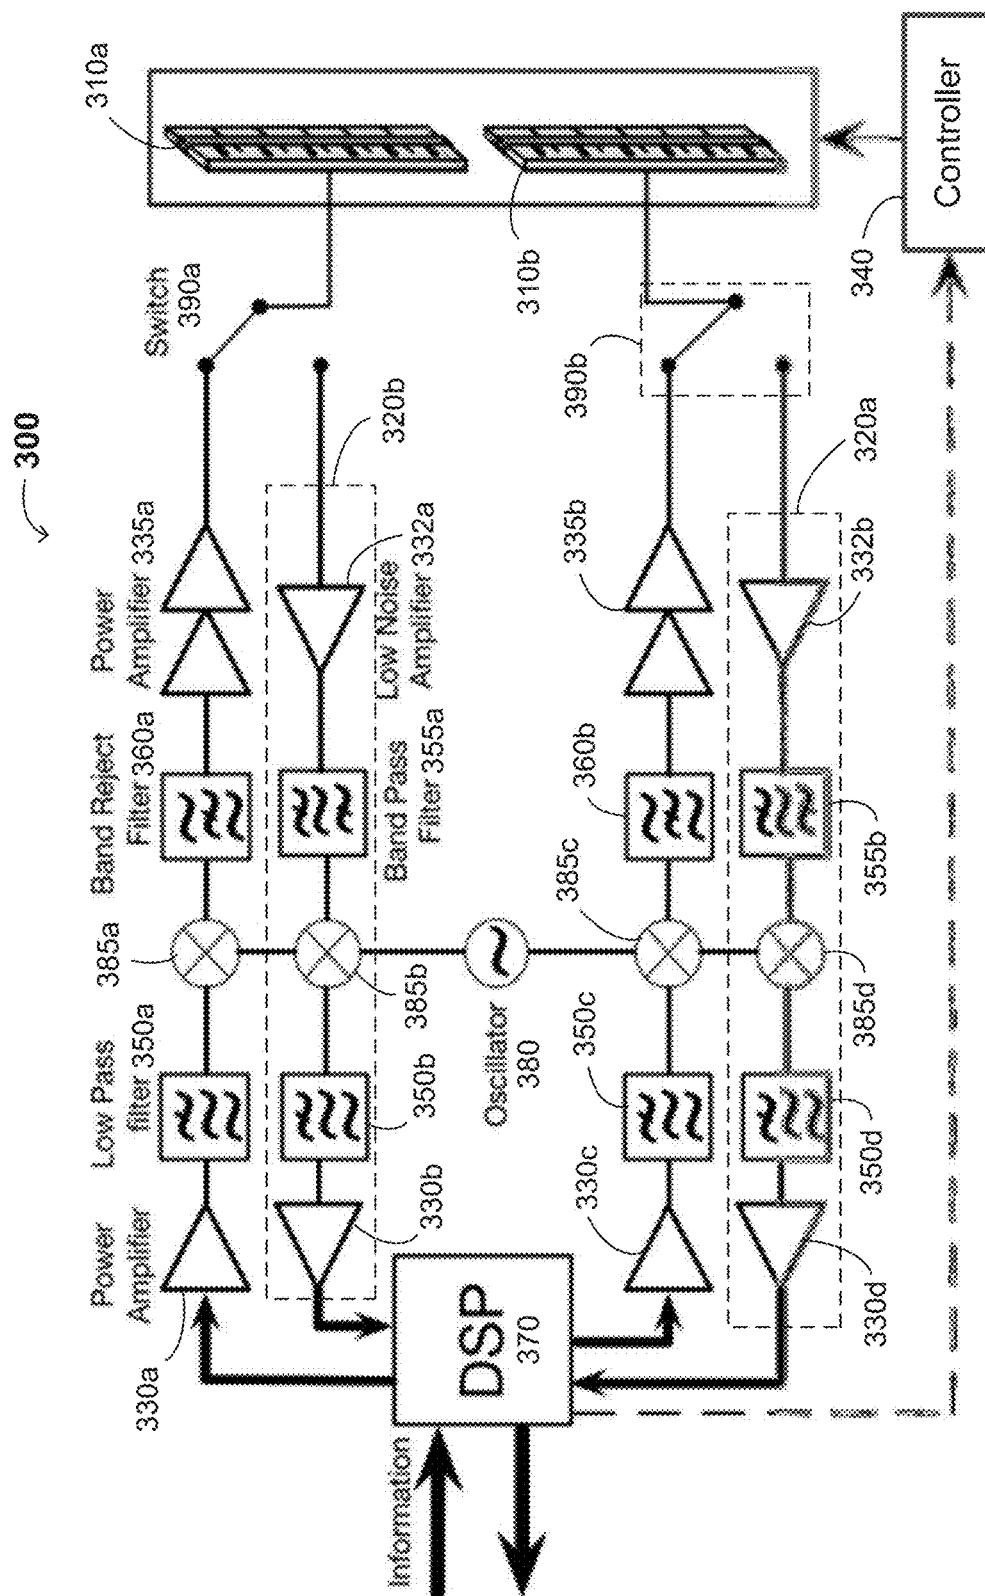 300
310a
Switch
390a
Power
Amplifier 335a
Band Reject
Filter 360a
385a
Low Pass
filter 350a
Power
Amplifier
330a
320b
Low Noise
Amplifier 332a
Band Pass
Filter 355a
385b
350b
330b
Information
DSP
370
Oscillator
380
310b
390b
335b
360b
385c
350c
330c
320a
332b
355b
385d
350d
330d
340
Controller